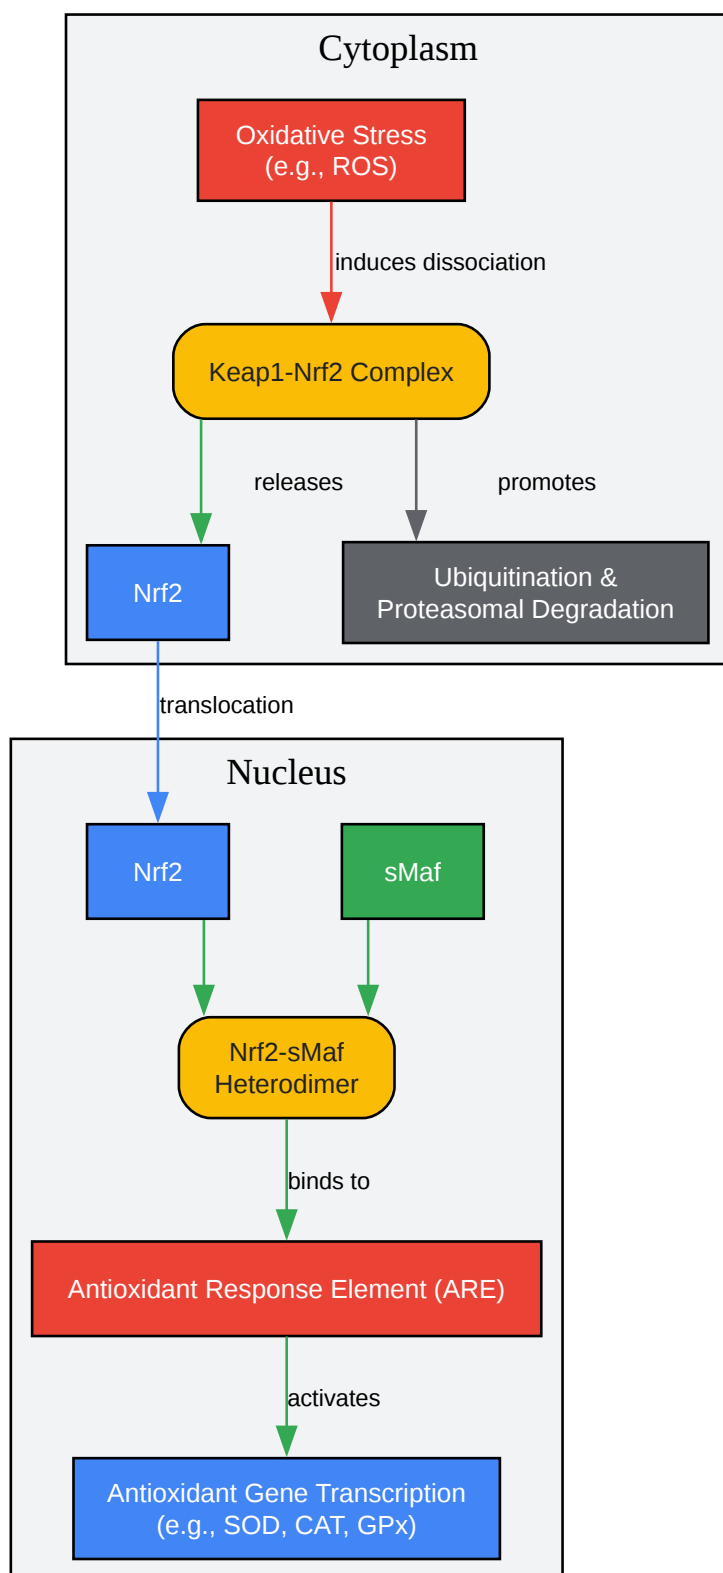 Cytoplasm
Oxidative Stress
(e.g., ROS)
induces dissociation
Keap1-Nrf2 Complex
releases
promotes
Nrf2
Ubiquitination &
Proteasomal Degradation
translocation
Nucleus
Nrf2
sMaf
Nrf2-sMaf
Heterodimer
binds to
Antioxidant Response Element (ARE)
activates
Antioxidant Gene Transcription
(e.g., SOD, CAT, GPx)